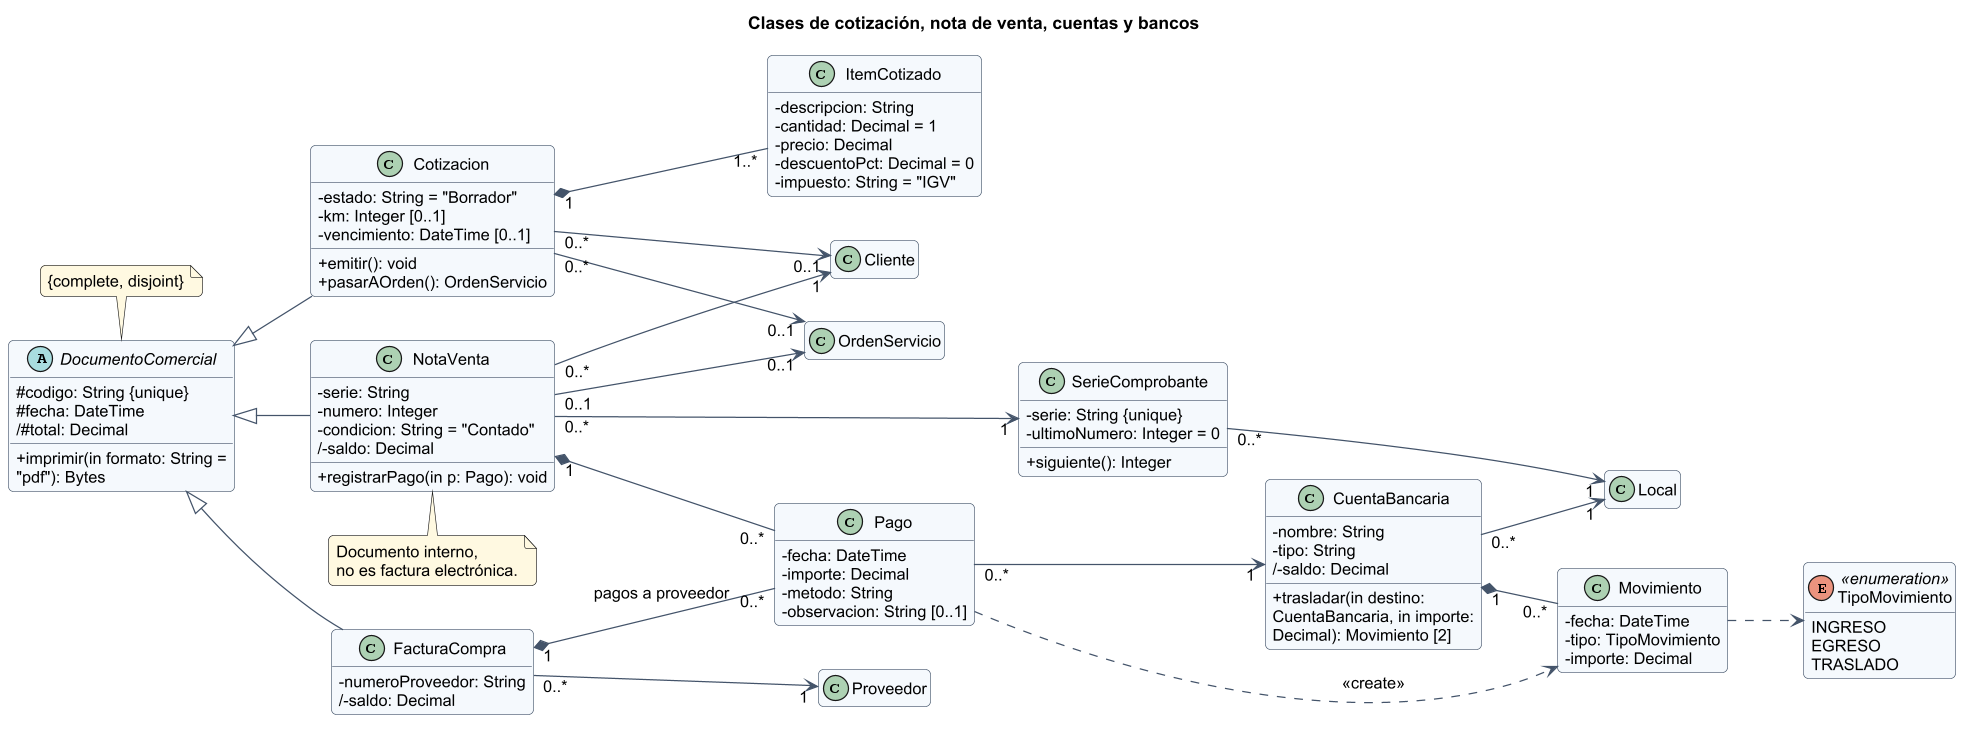 Clases de cotización, nota de venta, cuentas y bancos
C ItemCotizado
-descripcion: String
-cantidad: Decimal = 1
-precio: Decimal
-descuentoPct: Decimal = 0
-impuesto: String = "IGV"
C Cotizacion
-estado: String = "Borrador"
-km: Integer [0..1]
-vencimiento: DateTime [0..1]
+emitir(): void
+pasarAOrden(): OrdenServicio
1
1..*
0..*
0..1
0..*
0..1
C Cliente
C OrdenServicio
{complete, disjoint}
A DocumentoComercial
#codigo: String {unique}
#fecha: DateTime
/#total: Decimal
+imprimir(in formato: String =
"pdf"): Bytes
C NotaVenta
-serie: String
-numero: Integer
-condicion: String = "Contado"
/-saldo: Decimal
+registrarPago(in p: Pago): void
0..*
1
0..1
0..1
0..*
1
1
0..*
Documento interno,
no es factura electrónica.
C SerieComprobante
-serie: String {unique}
-ultimoNumero: Integer = 0
+siguiente(): Integer
0..*
1
C Local
C Pago
-fecha: DateTime
-importe: Decimal
-metodo: String
-observacion: String [0..1]
0..*
1
C CuentaBancaria
-nombre: String
-tipo: String
/-saldo: Decimal
+trasladar(in destino:
CuentaBancaria, in importe:
Decimal): Movimiento [2]
0..*
1
1
0..*
C Movimiento
-fecha: DateTime
-tipo: TipoMovimiento
-importe: Decimal
E «enumeration»
TipoMovimiento
INGRESO
EGRESO
TRASLADO
pagos a proveedor
0..*
1
C FacturaCompra
-numeroProveedor: String
/-saldo: Decimal
0..*
1
C Proveedor
«create»